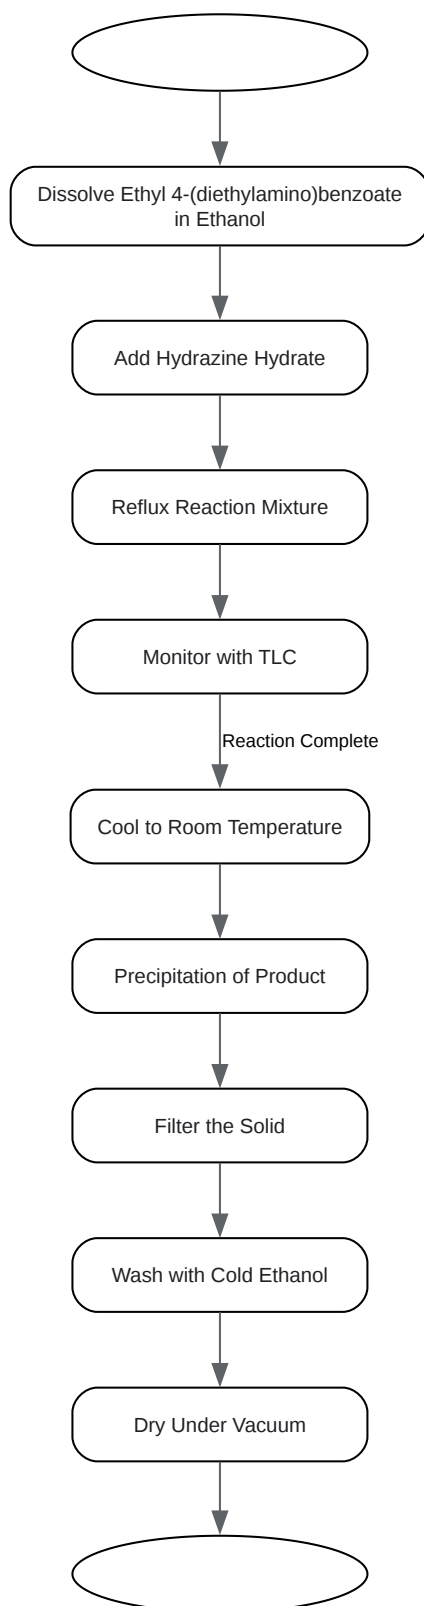 Dissolve Ethyl 4-(diethylamino)benzoate
in Ethanol
Add Hydrazine Hydrate
Reflux Reaction Mixture
Monitor with TLC
Reaction Complete
Cool to Room Temperature
Precipitation of Product
Filter the Solid
Wash with Cold Ethanol
Dry Under Vacuum